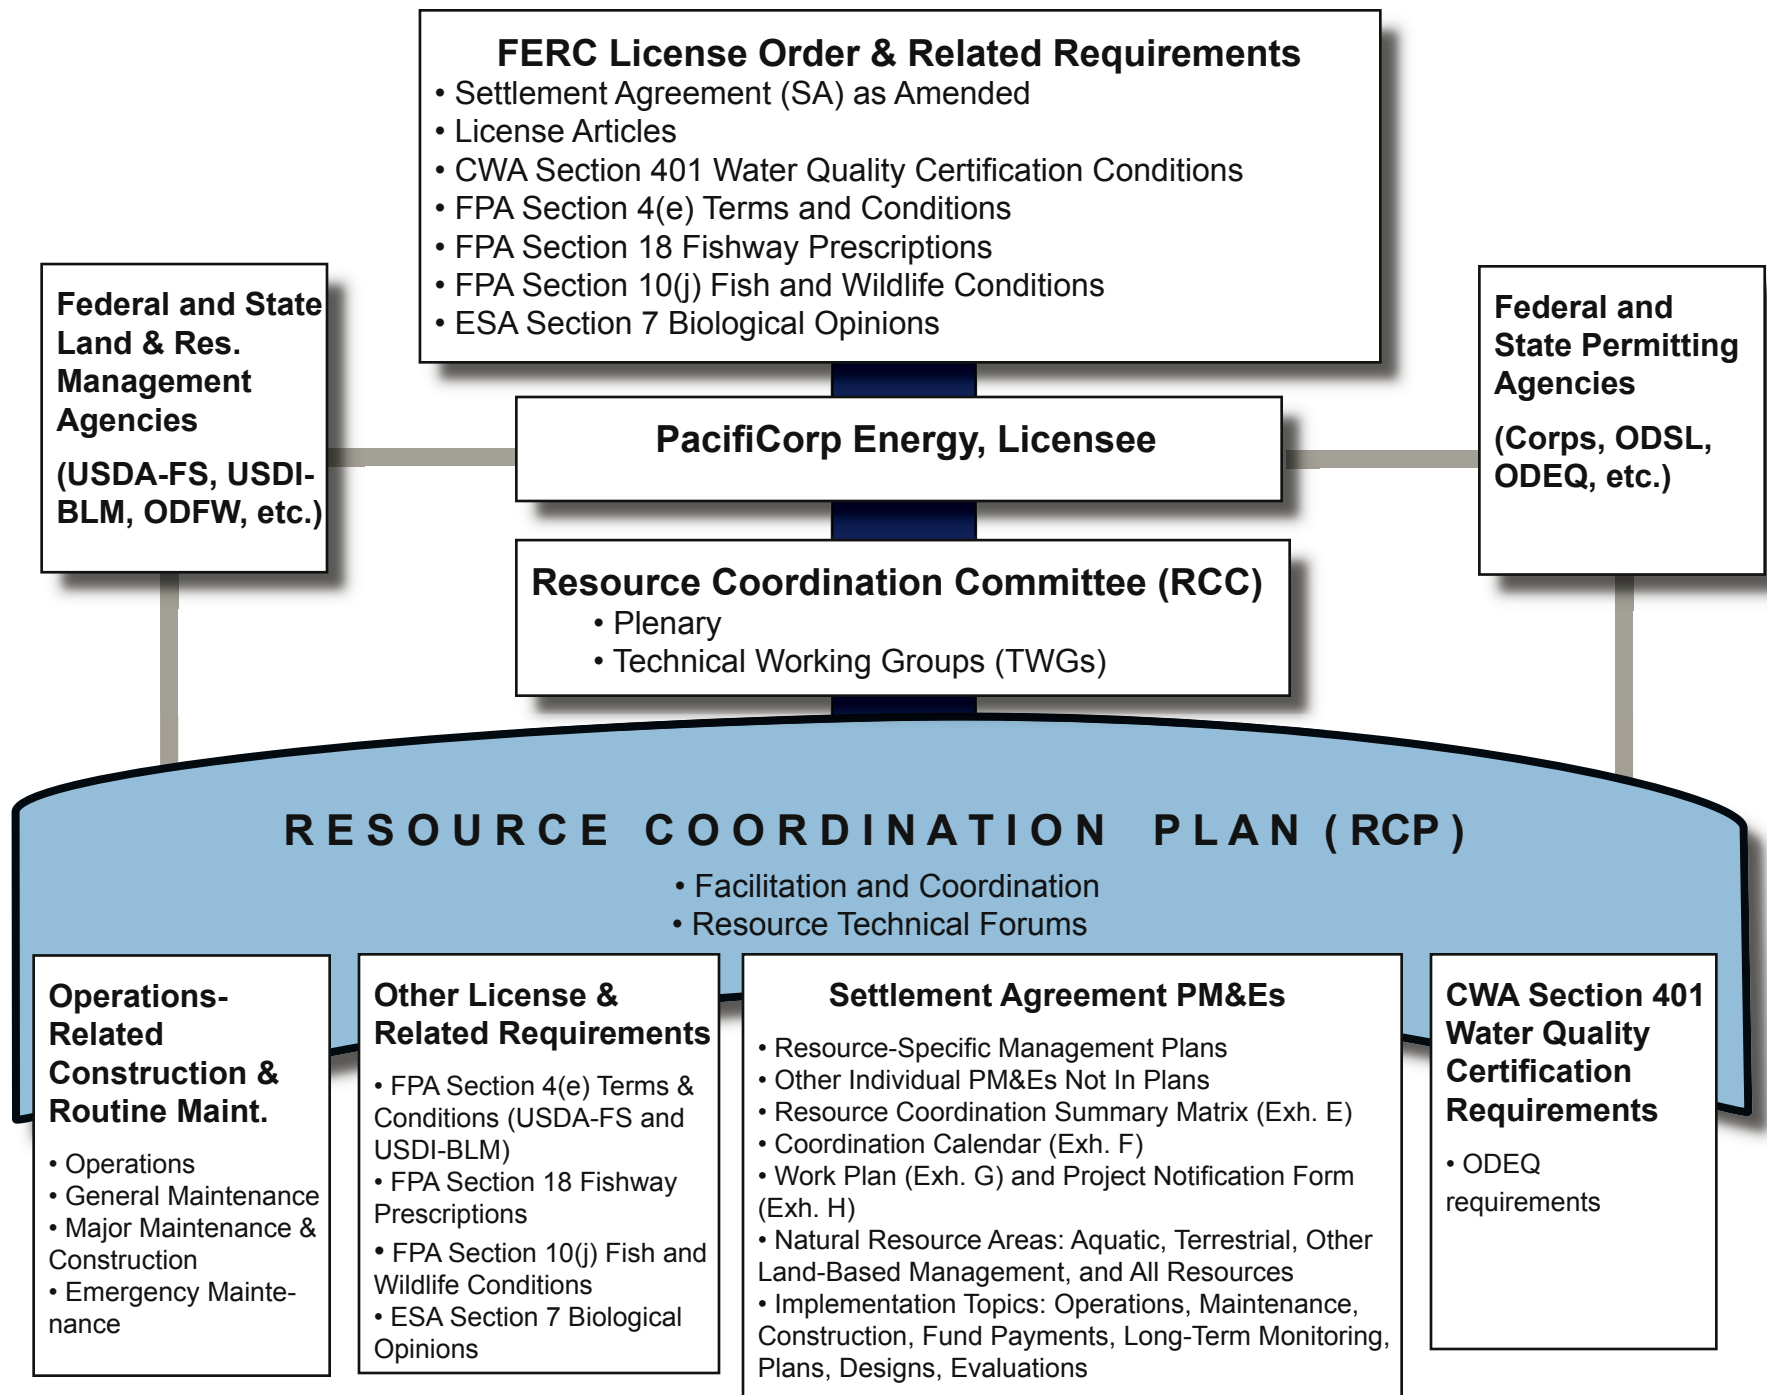 FERC License Order & Related Requirements
• Settlement Agreement (SA) as Amended
• License Articles
• CWA Section 401 Water Quality Certification Conditions
• FPA Section 4(e) Terms and Conditions
• FPA Section 18 Fishway Prescriptions
• FPA Section 10(j) Fish and Wildlife Conditions
• ESA Section 7 Biological Opinions
Federal and State
Land & Res.
Management
Agencies
(USDA-FS, USDI-
BLM, ODFW, etc.)
PacifiCorp Energy, Licensee
Federal and
State Permitting
Agencies
(Corps, ODSL,
ODEQ, etc.)
Resource Coordination Committee (RCC)
• Plenary
• Technical Working Groups (TWGs)
RESOURCE COORDINATION PLAN (RCP)
• Facilitation and Coordination
• Resource Technical Forums
Operations-
Related
Construction &
Routine Maint.
• Operations
• General Maintenance
• Major Maintenance &
Construction
• Emergency Mainte-
nance
Other License &
Related Requirements
• FPA Section 4(e) Terms &
Conditions (USDA-FS and
USDI-BLM)
• FPA Section 18 Fishway
Prescriptions
• FPA Section 10(j) Fish and
Wildlife Conditions
• ESA Section 7 Biological
Opinions
Settlement Agreement PM&Es
• Resource-Specific Management Plans
• Other Individual PM&Es Not In Plans
• Resource Coordination Summary Matrix (Exh. E)
• Coordination Calendar (Exh. F)
• Work Plan (Exh. G) and Project Notification Form
(Exh. H)
• Natural Resource Areas: Aquatic, Terrestrial, Other
Land-Based Management, and All Resources
• Implementation Topics: Operations, Maintenance,
Construction, Fund Payments, Long-Term Monitoring,
Plans, Designs, Evaluations
CWA Section 401
Water Quality
Certification
Requirements
• ODEQ
requirements